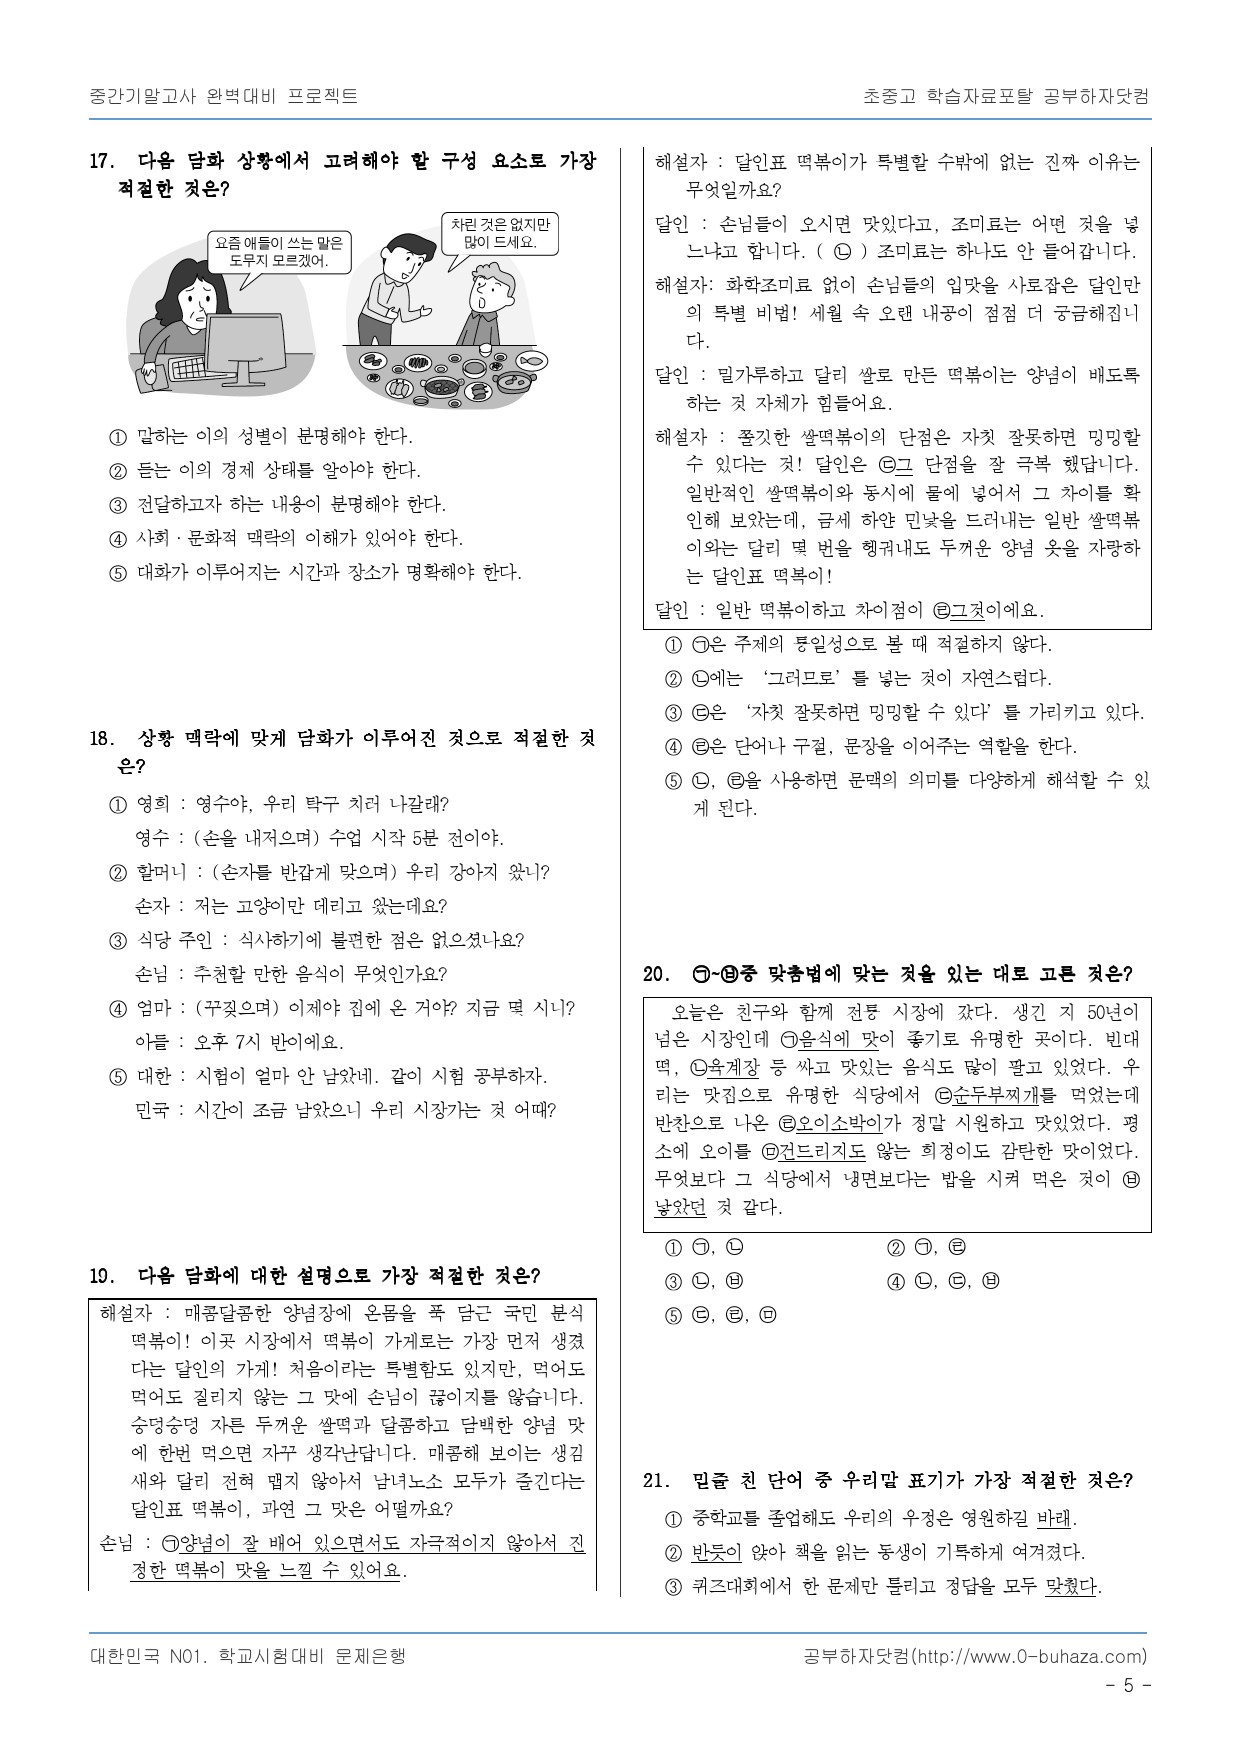 중간기말고사 완벽대비 프로젝트
초중고 학습자료포탈 공부하자닷컴
17. 다음 담화 상황에서 고려해야 할 구성 요소로 가장
적절한 것은?
요즘 애들이 쓰는 말은
도무지 모르겠어.
차린 것은 없지만
많이 드세요.
① 말하는 이의 성별이 분명해야 한다.
② 듣는 이의 경제 상태를 알아야 한다.
③ 전달하고자 하는 내용이 분명해야 한다.
④ 사회·문화적 맥락의 이해가 있어야 한다.
⑤ 대화가 이루어지는 시간과 장소가 명확해야 한다.
18. 상황 맥락에 맞게 담화가 이루어진 것으로 적절한 것
은?
① 영희 : 영수야, 우리 탁구 치러 나갈래?
영수 : (손을 내저으며) 수업 시작 5분 전이야.
② 할머니 : (손자를 반갑게 맞으며) 우리 강아지 왔니?
손자 : 저는 고양이만 데리고 왔는데요?
③ 식당 주인 : 식사하기에 불편한 점은 없으셨나요?
손님 : 추천할 만한 음식이 무엇인가요?
④ 엄마 : (꾸짖으며) 이제야 집에 온 거야? 지금 몇 시니?
아들 : 오후 7시 반이에요.
⑤ 대한 : 시험이 얼마 안 남았네. 같이 시험 공부하자.
민국 : 시간이 조금 남았으니 우리 시장가는 것 어때?
19. 다음 담화에 대한 설명으로 가장 적절한 것은?
해설자 : 매콤달콤한 양념장에 온몸을 푹 담근 국민 분식
떡볶이! 이곳 시장에서 떡볶이 가게로는 가장 먼저 생겼
다는 달인의 가게! 처음이라는 특별함도 있지만, 먹어도
먹어도 질리지 않는 그 맛에 손님이 끊이지를 않습니다.
숭덩숭덩 자른 두꺼운 쌀떡과 달콤하고 담백한 양념 맛
에 한번 먹으면 자꾸 생각난답니다. 매콤해 보이는 생김
새와 달리 전혀 맵지 않아서 남녀노소 모두가 즐긴다는
달인표 떡볶이, 과연 그 맛은 어떨까요?
손님 : ㉠양념이 잘 배어 있으면서도 자극적이지 않아서 진
정한 떡볶이 맛을 느낄 수 있어요.
해설자 : 달인표 떡볶이가 특별할 수밖에 없는 진짜 이유는
무엇일까요?
달인 : 손님들이 오시면 맛있다고, 조미료는 어떤 것을 넣
느냐고 합니다. ( ㉡ ) 조미료는 하나도 안 들어갑니다.
해설자: 화학조미료 없이 손님들의 입맛을 사로잡은 달인만
의 특별 비법! 세월 속 오랜 내공이 점점 더 궁금해집니
다.
달인 : 밀가루하고 달리 쌀로 만든 떡볶이는 양념이 배도록
하는 것 자체가 힘들어요.
해설자 : 쫄깃한 쌀떡볶이의 단점은 자칫 잘못하면 밍밍할
수 있다는 것! 달인은 ㉢그 단점을 잘 극복 했답니다.
일반적인 쌀떡볶이와 동시에 물에 넣어서 그 차이를 확
인해 보았는데, 금세 하얀 민낯을 드러내는 일반 쌀떡볶
이와는 달리 몇 번을 헹궈내도 두꺼운 양념 옷을 자랑하
는 달인표 떡복이!
달인 : 일반 떡볶이하고 차이점이 ㉣그것이에요.
① ㉠은 주제의 통일성으로 볼 때 적절하지 않다.
② ㉡에는 ‘그러므로’를 넣는 것이 자연스럽다.
③ ㉢은 ‘자칫 잘못하면 밍밍할 수 있다’를 가리키고 있다.
④ ㉣은 단어나 구절, 문장을 이어주는 역할을 한다.
⑤ ㉡, ㉣을 사용하면 문맥의 의미를 다양하게 해석할 수 있
게 된다.
20. ㉠~㉥중 맞춤법에 맞는 것을 있는 대로 고른 것은?
오늘은 친구와 함께 전통 시장에 갔다. 생긴 지 50년이
넘은 시장인데 ㉠음식에 맛이 좋기로 유명한 곳이다. 빈대
떡, ㉡육계장 등 싸고 맛있는 음식도 많이 팔고 있었다. 우
리는 맛집으로 유명한 식당에서 ㉢순두부찌개를 먹었는데
반찬으로 나온 ㉣오이소박이가 정말 시원하고 맛있었다. 평
소에 오이를 ㉤건드리지도 않는 희정이도 감탄한 맛이었다.
무엇보다 그 식당에서 냉면보다는 밥을 시켜 먹은 것이 ㉥
낳았던 것 같다.
① ㉠, ㉡ ② ㉠, ㉣
③ ㉡, ㉥ ④ ㉡, ㉢, ㉥
⑤ ㉢, ㉣, ㉤
21. 밑줄 친 단어 중 우리말 표기가 가장 적절한 것은?
① 중학교를 졸업해도 우리의 우정은 영원하길 바래.
② 반듯이 앉아 책을 읽는 동생이 기특하게 여겨졌다.
③ 퀴즈대회에서 한 문제만 틀리고 정답을 모두 맞췄다.
대한민국 N01. 학교시험대비 문제은행
공부하자닷컴(http://www.0-buhaza.com)
- 5 -